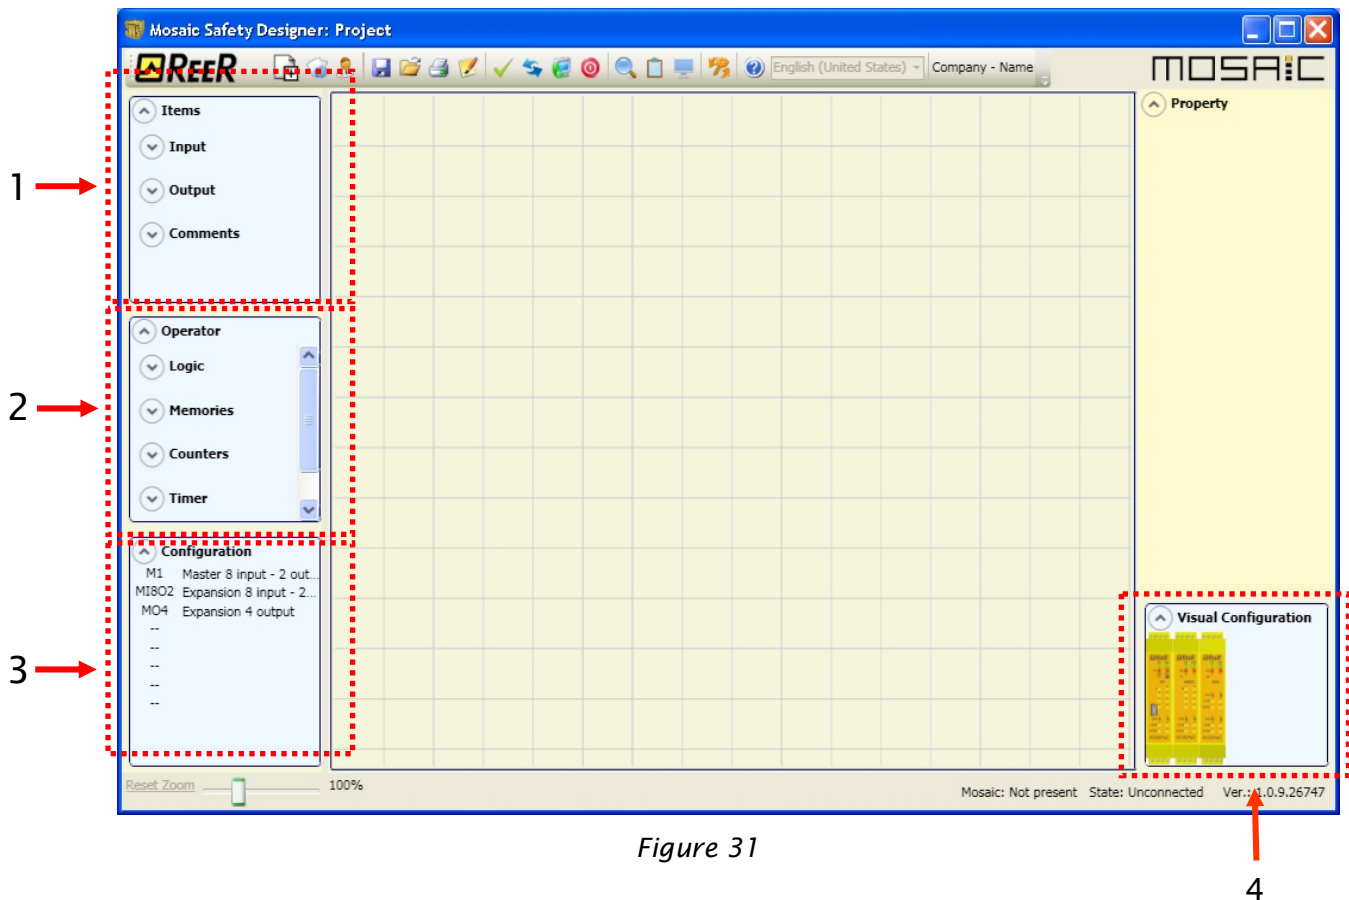 Mosaic Safety Designer: Project
REER
English (United States)
Company - Name
MOSAIC
Items
Input
Output
Comments
1
Operator
Logic
Memories
Counters
Timer
2
Configuration
M1 Master 8 input - 2 out...
MI8O2 Expansion 8 input - 2...
MO4 Expansion 4 output
--
--
--
--
--
3
Property
Visual Configuration
Reset Zoom
100%
Mosaic: Not present State: Unconnected Ver.: 1.0.9.26747
Figure 31
4